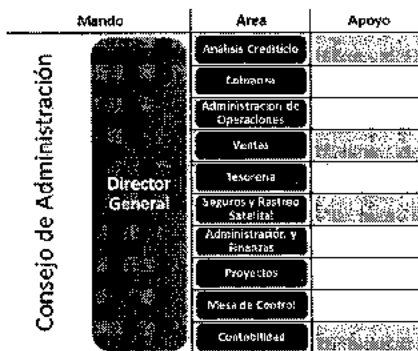 Mando Área Apoyo
Consejo de Administración
Director
General
Análisis Crediticio
Cobranza
Administración de
Operaciones
Ventas
Tesorería
Seguros y Rastreo
Satelital
Administración y
Finanzas
Proyectos
Mesa de Control
Contabilidad